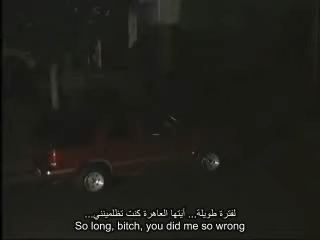 لفترة طويلة... أيتها العاهرة كنت تظلمينني...
So long, bitch, you did me so wrong